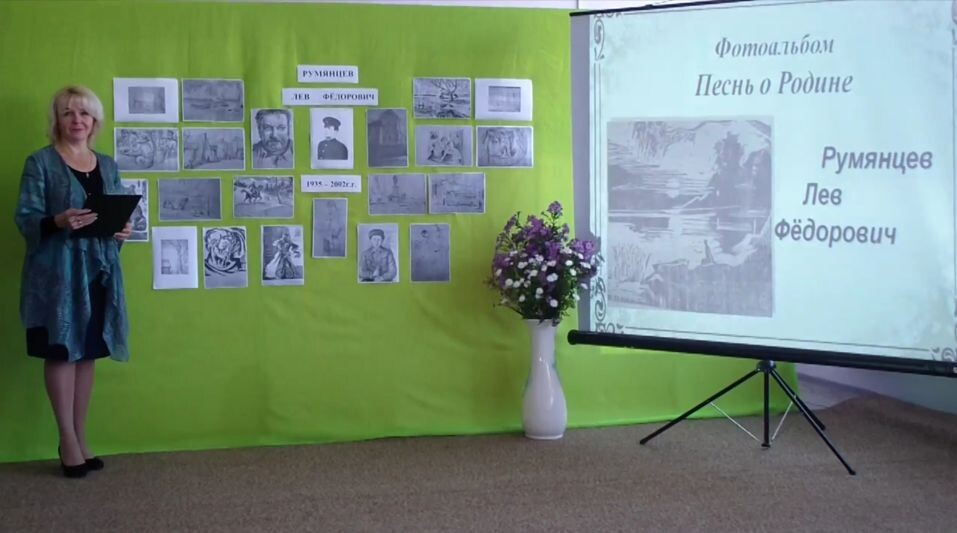 РУМЯНЦЕВ
ЛЕВ ФЁДОРОВИЧ
1935 – 2002г.г.
Фотоальбом
Песнь о Родине
Румянцев
Лев
Фёдорович